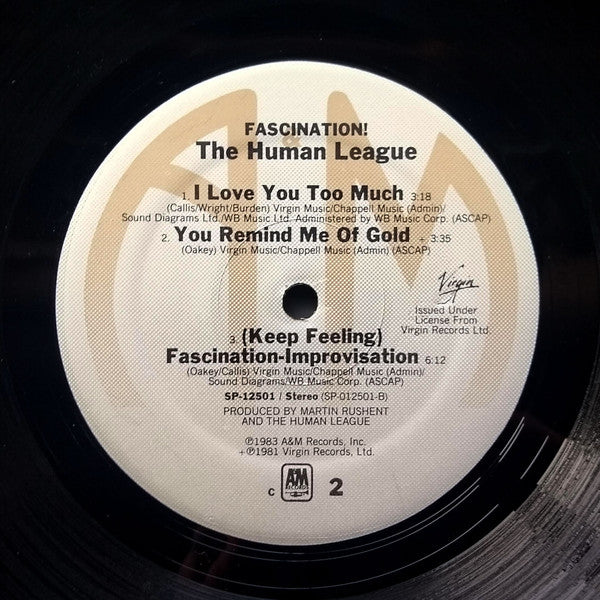 FASCINATION!
The Human League
1. I Love You Too Much 3:18
(Callis/Wright/Burden) Virgin Music/Chappell Music (Admin)/
Sound Diagrams Ltd./WB Music Ltd. Administered by WB Music Corp. (ASCAP)
2. You Remind Me Of Gold + 3:35
(Oakey) Virgin Music/Chappell Music (Admin) (ASCAP)
Virgin
Issued Under
License From
Virgin Records Ltd.
3. (Keep Feeling)
Fascination-Improvisation 6:12
(Oakey/Callis) Virgin Music/Chappell Music (Admin)/
Sound Diagrams/WB Music Corp. (ASCAP)
SP-12501 / Stereo (SP-012501-B)
PRODUCED BY MARTIN RUSHENT
AND THE HUMAN LEAGUE
℗1983 A&M Records, Inc.
+℗1981 Virgin Records, Ltd.
C A&M RECORDS 2
A&M